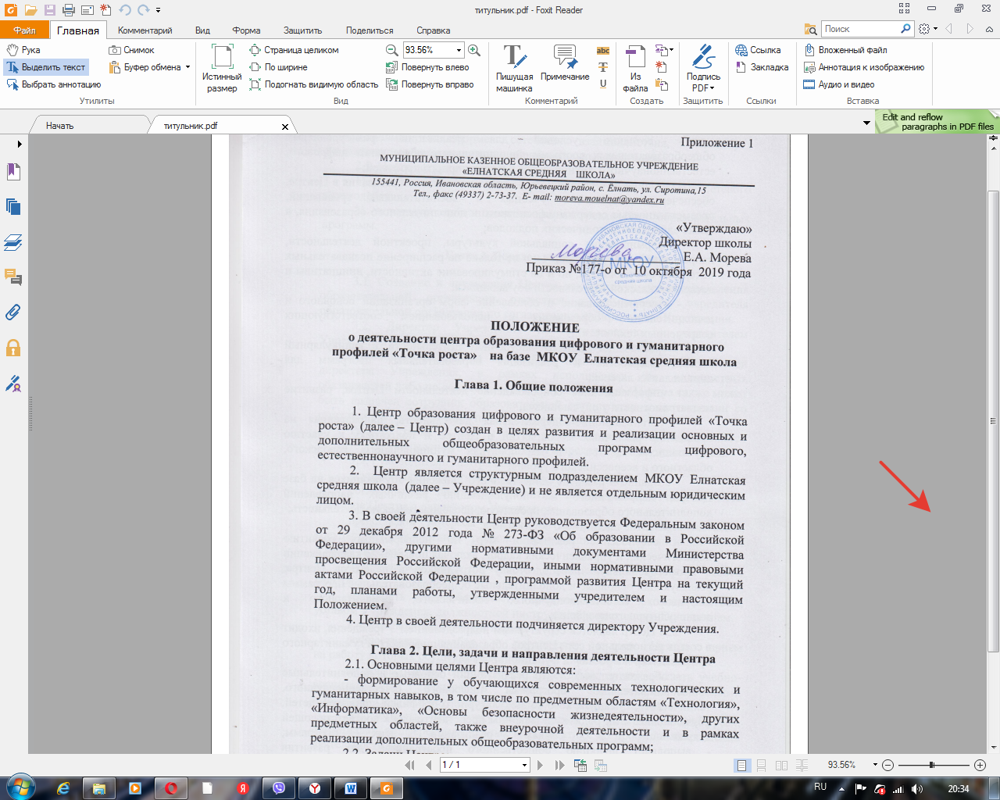 титульник.pdf - Foxit Reader
Файл Главная Комментарий Вид Форма Защитить Поделиться Справка Поиск
Рука Снимок Страница целиком 93.56% Вложенный файл
Выделить текст Буфер обмена По ширине Повернуть влево Ссылка Аннотация к изображению
Выбрать аннотацию Подогнать видимую область Повернуть вправо Закладка Аудио и видео
Истинный размер
Пишущая машинка
Примечание
Из файла
Подпись PDF
Утилиты Вид Комментарий Создать Защитить Ссылки Вставка
Начать титульник.pdf
Edit and reflow
paragraphs in PDF files
Приложение 1
МУНИЦИПАЛЬНОЕ КАЗЕННОЕ ОБЩЕОБРАЗОВАТЕЛЬНОЕ УЧРЕЖДЕНИЕ
«ЕЛНАТСКАЯ СРЕДНЯЯ ШКОЛА»
155441, Россия, Ивановская область, Юрьевецкий район, с. Ёлнать, ул. Сиротина,15
Тел., факс (49337) 2-73-37. E- mail: moreva.mouelnat@yandex.ru
«Утверждаю»
Директор школы
Морева Е.А. Морева
Приказ №177-о от 10 октября 2019 года
МКОУ
средняя школа
ПОЛОЖЕНИЕ
о деятельности центра образования цифрового и гуманитарного
профилей «Точка роста» на базе МКОУ Елнатская средняя школа
Глава 1. Общие положения
1. Центр образования цифрового и гуманитарного профилей «Точка
роста» (далее – Центр) создан в целях развития и реализации основных и
дополнительных общеобразовательных программ цифрового,
естественнонаучного и гуманитарного профилей.
2. Центр является структурным подразделением МКОУ Елнатская
средняя школа (далее – Учреждение) и не является отдельным юридическим
лицом.
3. В своей деятельности Центр руководствуется Федеральным законом
от 29 декабря 2012 года № 273-ФЗ «Об образовании в Российской
Федерации», другими нормативными документами Министерства
просвещения Российской Федерации, иными нормативными правовыми
актами Российской Федерации , программой развития Центра на текущий
год, планами работы, утвержденными учредителем и настоящим
Положением.
4. Центр в своей деятельности подчиняется директору Учреждения.
Глава 2. Цели, задачи и направления деятельности Центра
2.1. Основными целями Центра являются:
- формирование у обучающихся современных технологических и
гуманитарных навыков, в том числе по предметным областям «Технология»,
«Информатика», «Основы безопасности жизнедеятельности», других
предметных областей, также внеурочной деятельности и в рамках
реализации дополнительных общеобразовательных программ;
2.2. Задачи
1 / 1 93.56%
RU 20:34